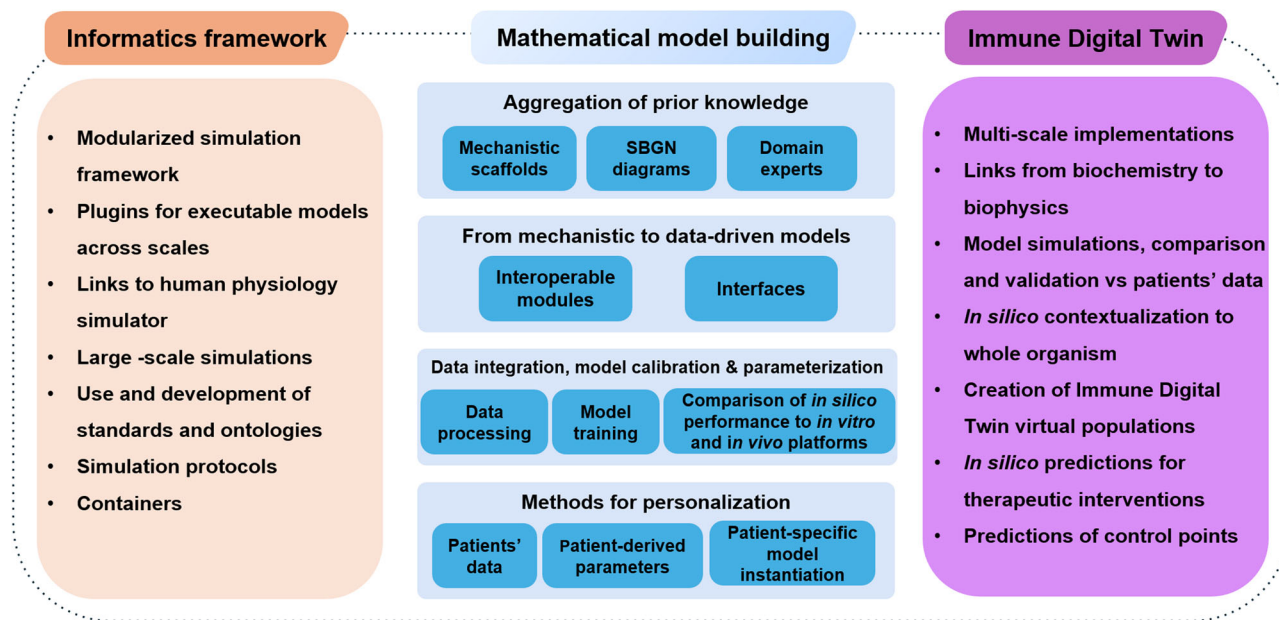 Informatics framework
• Modularized simulation
framework
• Plugins for executable models
across scales
• Links to human physiology
simulator
• Large -scale simulations
• Use and development of
standards and ontologies
• Simulation protocols
• Containers
Mathematical model building
Aggregation of prior knowledge
Mechanistic
scaffolds
SBGN
diagrams
Domain
experts
From mechanistic to data-driven models
Interoperable
modules
Interfaces
Data integration, model calibration & parameterization
Data
processing
Model
training
Comparison of in silico
performance to in vitro
and in vivo platforms
Methods for personalization
Patients’
data
Patient-derived
parameters
Patient-specific
model
instantiation
Immune Digital Twin
• Multi-scale implementations
• Links from biochemistry to
biophysics
• Model simulations, comparison
and validation vs patients’ data
• In silico contextualization to
whole organism
• Creation of Immune Digital
Twin virtual populations
• In silico predictions for
therapeutic interventions
• Predictions of control points